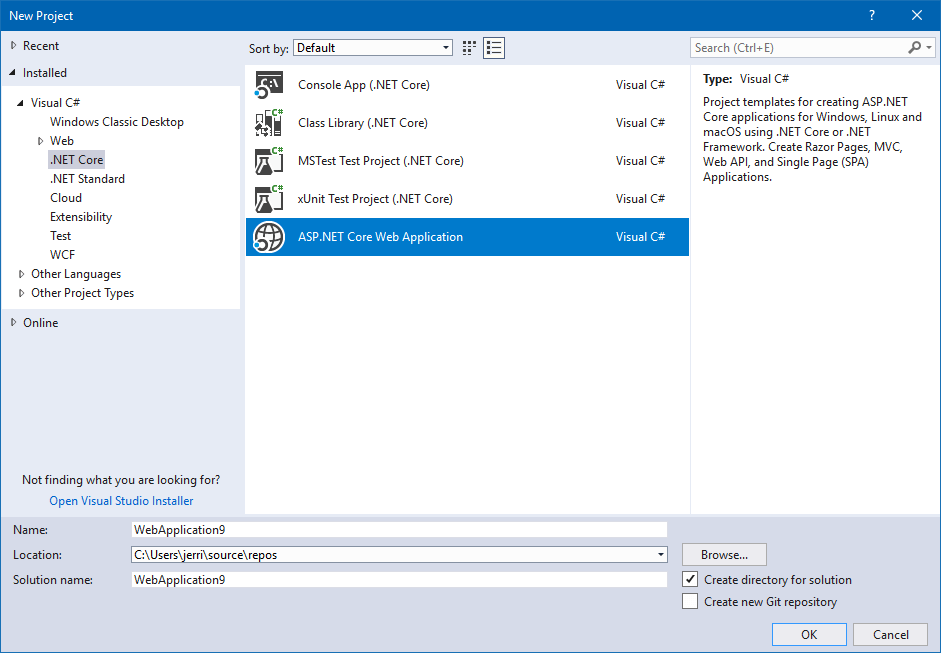 New Project
?
Recent
Installed
Visual C#
Windows Classic Desktop
Web
.NET Core
.NET Standard
Cloud
Extensibility
Test
WCF
Other Languages
Other Project Types
Online
Not finding what you are looking for?
Open Visual Studio Installer
Sort by: Default
Console App (.NET Core) Visual C#
C# Class Library (.NET Core) Visual C#
C# MSTest Test Project (.NET Core) Visual C#
C# xUnit Test Project (.NET Core) Visual C#
ASP.NET Core Web Application Visual C#
Search (Ctrl+E)
Type: Visual C#
Project templates for creating ASP.NET
Core applications for Windows, Linux and
macOS using .NET Core or .NET
Framework. Create Razor Pages, MVC,
Web API, and Single Page (SPA)
Applications.
Name: WebApplication9
Location: C:\Users\jerri\source\repos Browse...
Solution name: WebApplication9
Create directory for solution
Create new Git repository
OK Cancel